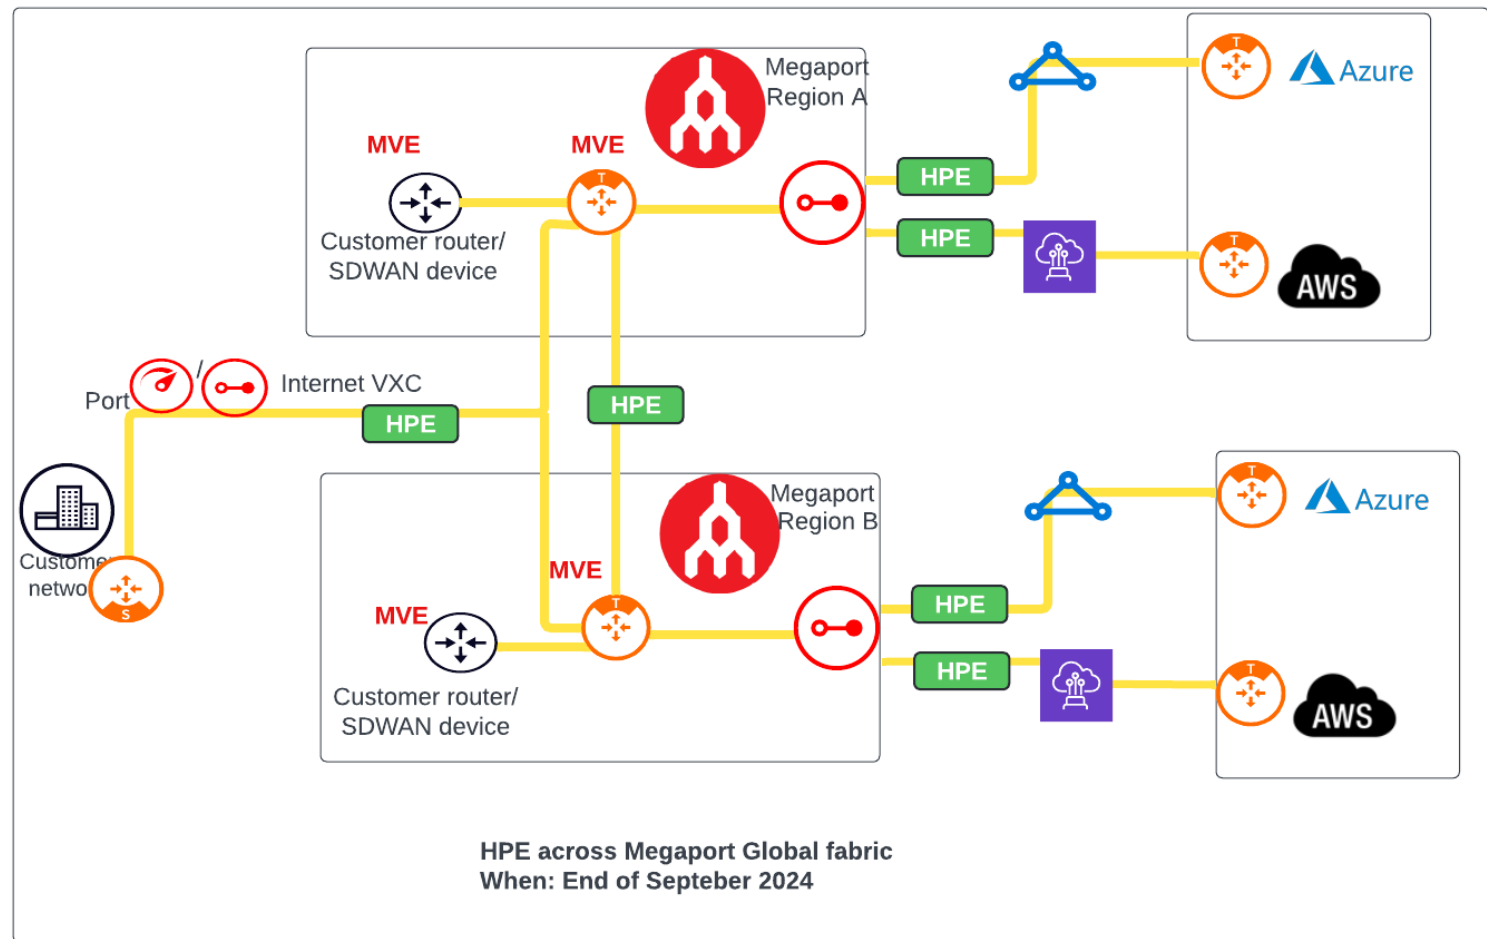 Megaport
Region A
MVE
MVE
T
T
Azure
HPE
HPE
Customer router/
SDWAN device
T
AWS
Port
/
Internet VXC
HPE
HPE
Megaport
Region B
MVE
MVE
T
T
Azure
HPE
HPE
Customer
S
Customer router/
SDWAN device
T
AWS
HPE across Megaport Global fabric
When: End of Septeber 2024